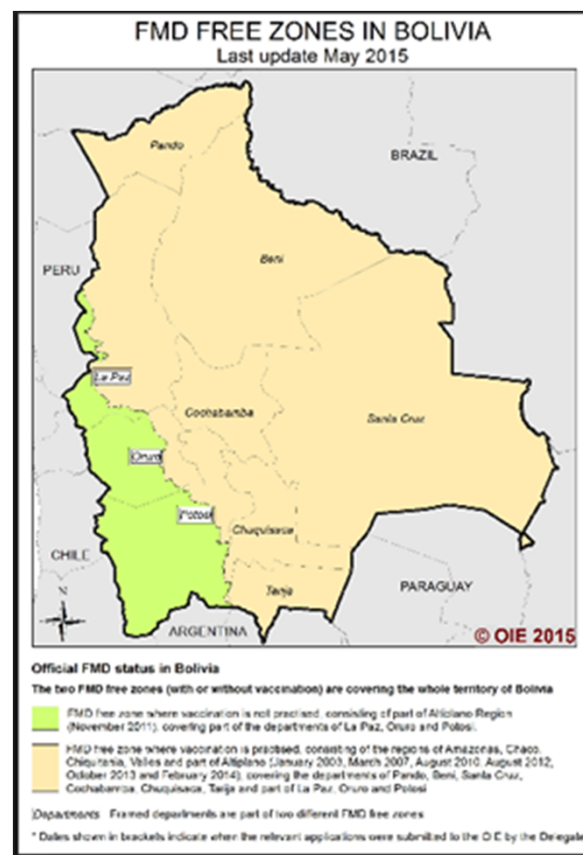 FMD FREE ZONES IN BOLIVIA
Last update May 2015
Pando
BRAZIL
Beni
PERU
La Paz
Cochabamba
Santa Cruz
Oruro
Potosi
Chuquisaca
CHILE
Tarija
PARAGUAY
N
ARGENTINA
© OIE 2015
Official FMD status in Bolivia
The two FMD free zones (with or without vaccination) are covering the whole territory of Bolivia
FMD free zone where vaccination is not practised, consisting of part of Altiplano Region
(November 2011), covering part of the departments of La Paz, Oruro and Potosi.
FMD free zone where vaccination is practised, consisting of the regions of Amazonas, Chaco,
Chiquitania, Valles and part of Altiplano (January 2003, March 2007, August 2010, August 2012,
October 2013 and February 2014), covering the departments of Pando, Beni, Santa Cruz,
Cochabamba, Chuquisaca, Tarija and part of La Paz, Oruro and Potosi
Departments Framed departments are part of two different FMD free zones
* Dates shown in brackets indicate when the relevant applications were submitted to the OIE by the Delegate